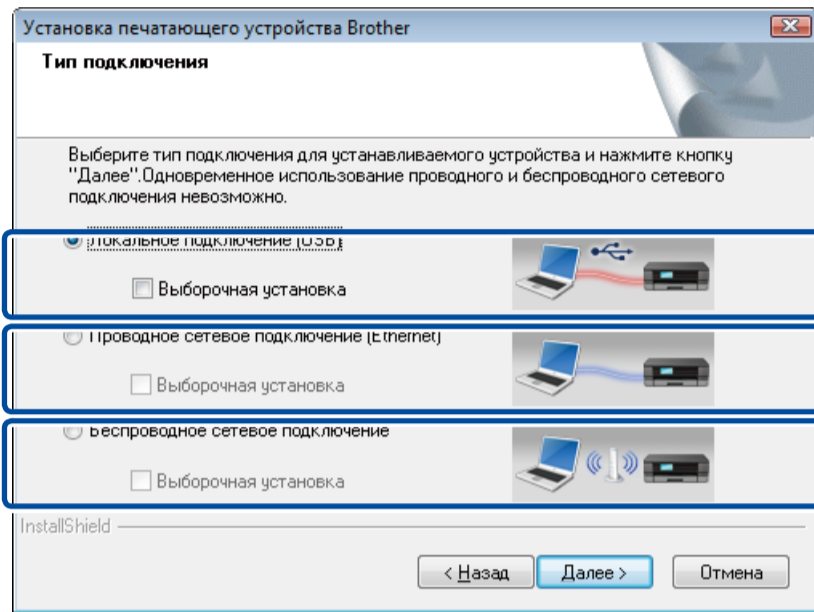 Установка печатающего устройства Brother
Тип подключения
Выберите тип подключения для устанавливаемого устройства и нажмите кнопку
"Далее".Одновременное использование проводного и беспроводного сетевого
подключения невозможно.
Локальное подключение (USB)
Выборочная установка
Проводное сетевое подключение (Ethernet)
Выборочная установка
Беспроводное сетевое подключение
Выборочная установка
InstallShield
< Назад
Далее >
Отмена